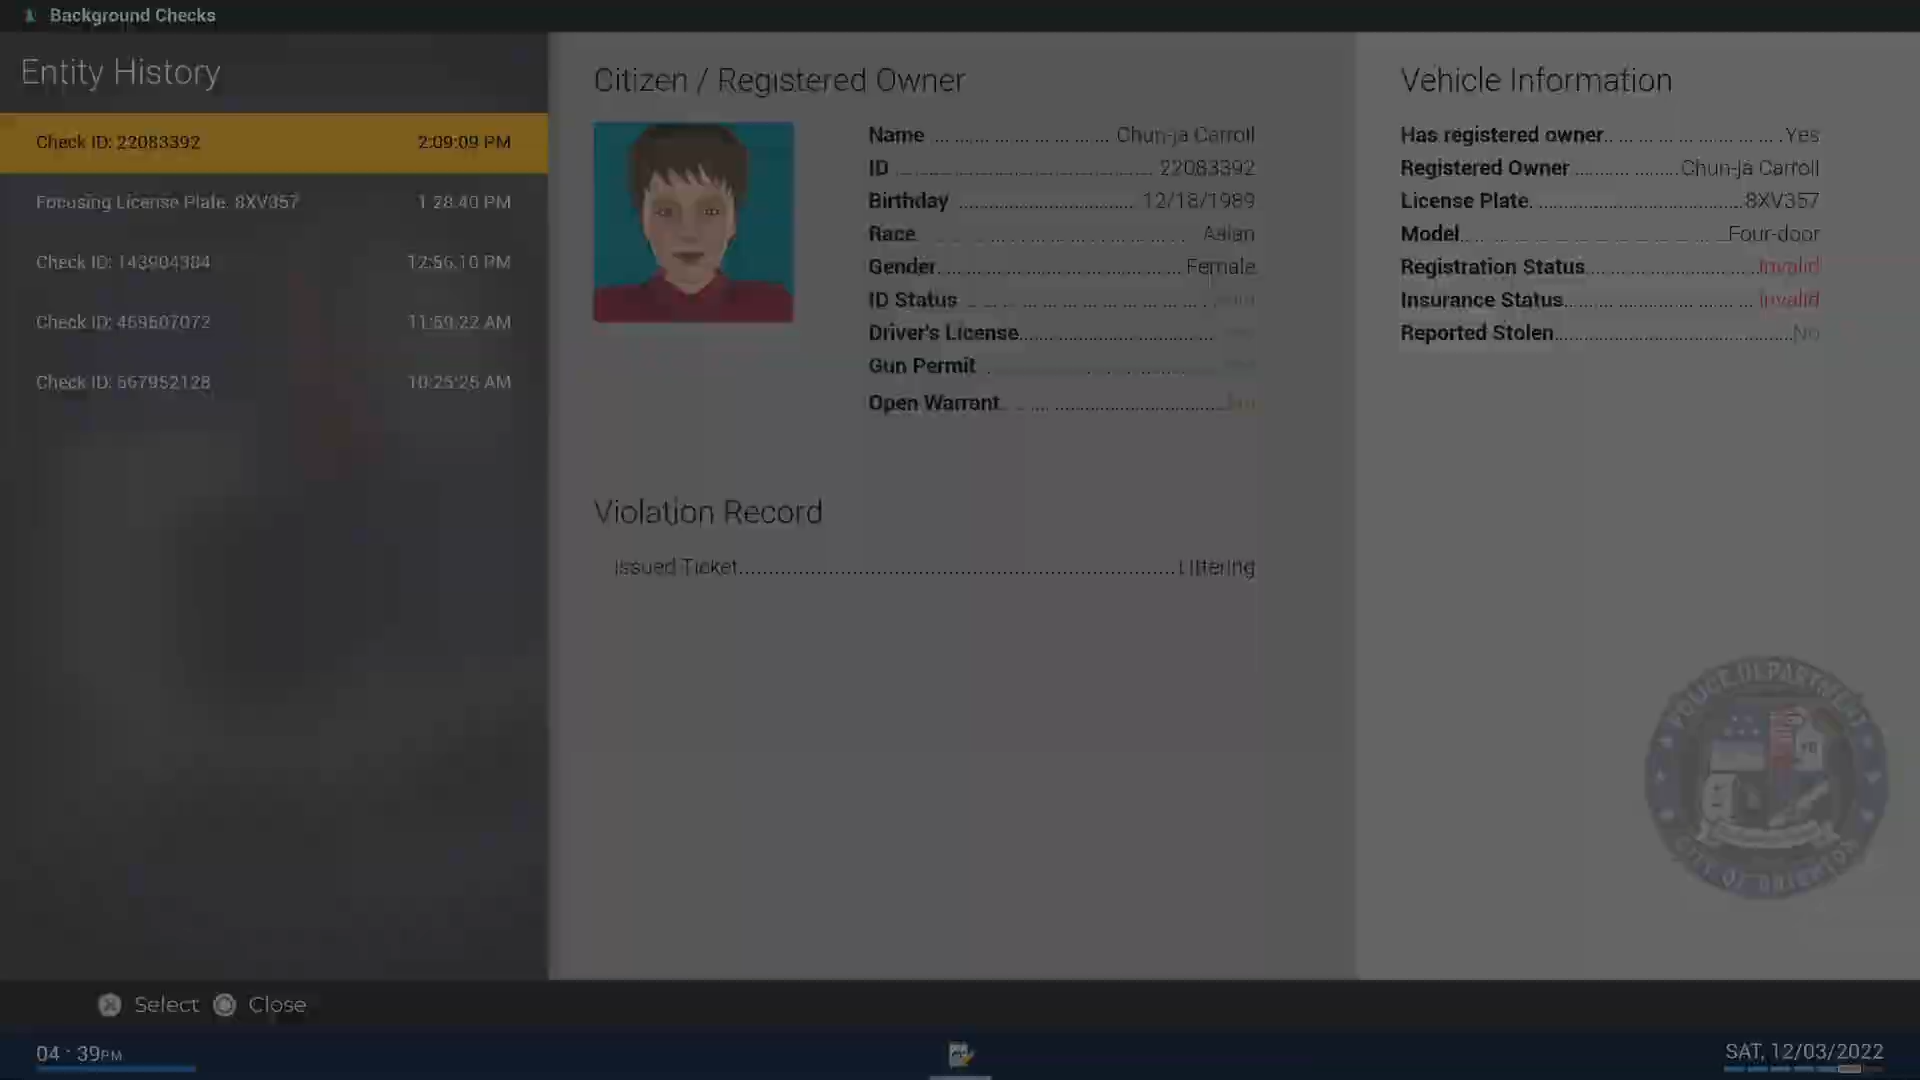 Background Checks
Entity History
Check ID: 22083392 2:09:09 PM
Focusing License Plate: 8XV357 1:28:40 PM
Check ID: 143904384 12:56:10 PM
Check ID: 469607072 11:59:22 AM
Check ID: 567952128 10:25:25 AM
Citizen / Registered Owner
Name Chun-ja Carroll
ID 22083392
Birthday 12/18/1989
Race Asian
Gender Female
ID Status
Driver's License
Gun Permit
Open Warrant
Violation Record
Issued Ticket Littering
Vehicle Information
Has registered owner Yes
Registered Owner Chun-ja Carroll
License Plate 8XV357
Model Four-door
Registration Status Invalid
Insurance Status Invalid
Reported Stolen No
POLICE DEPARTMENT
CITY OF BRIGHTON
Select Close
04 : 39PM
SAT, 12/03/2022